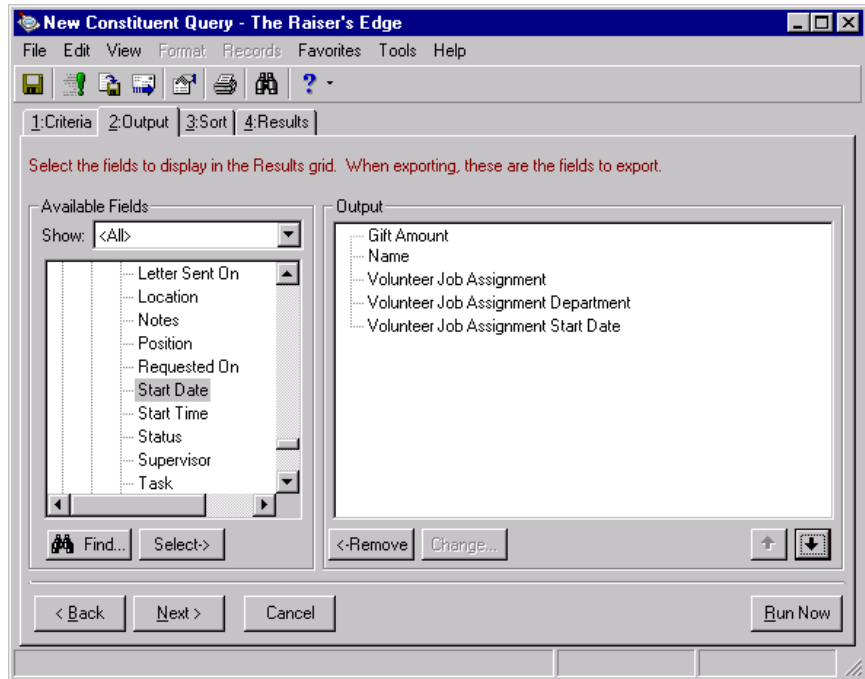 New Constituent Query - The Raiser's Edge
File Edit View Format Records Favorites Tools Help
?
1:Criteria 2:Output 3:Sort 4:Results
Select the fields to display in the Results grid. When exporting, these are the fields to export.
Available Fields
Show: <All>
Letter Sent On
Location
Notes
Position
Requested On
Start Date
Start Time
Status
Supervisor
Task
Find... Select->
Output
Gift Amount
Name
Volunteer Job Assignment
Volunteer Job Assignment Department
Volunteer Job Assignment Start Date
<-Remove Change...
< Back Next > Cancel Run Now